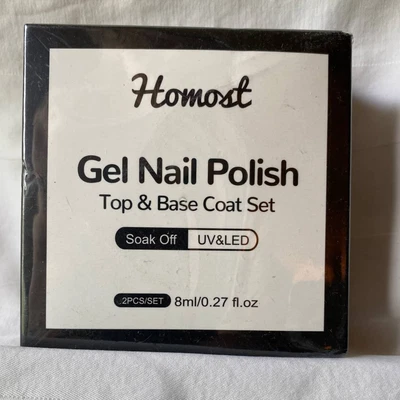 Homost
Gel Nail Polish
Top & Base Coat Set
Soak Off UV&LED
2PCS/SET 8ml/0.27 fl.oz